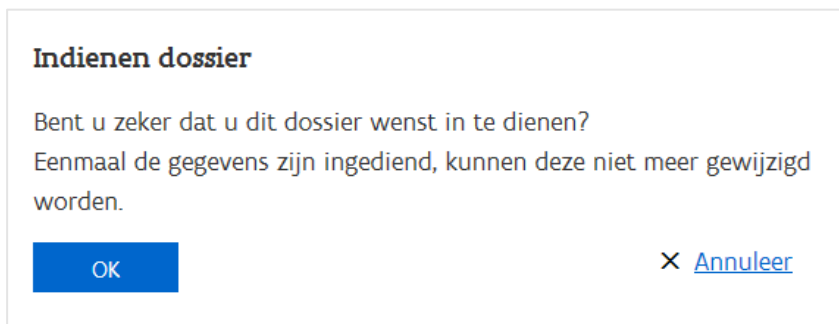 Indienen dossier
Bent u zeker dat u dit dossier wenst in te dienen?
Eenmaal de gegevens zijn ingediend, kunnen deze niet meer gewijzigd
worden.
OK
× Annuleer